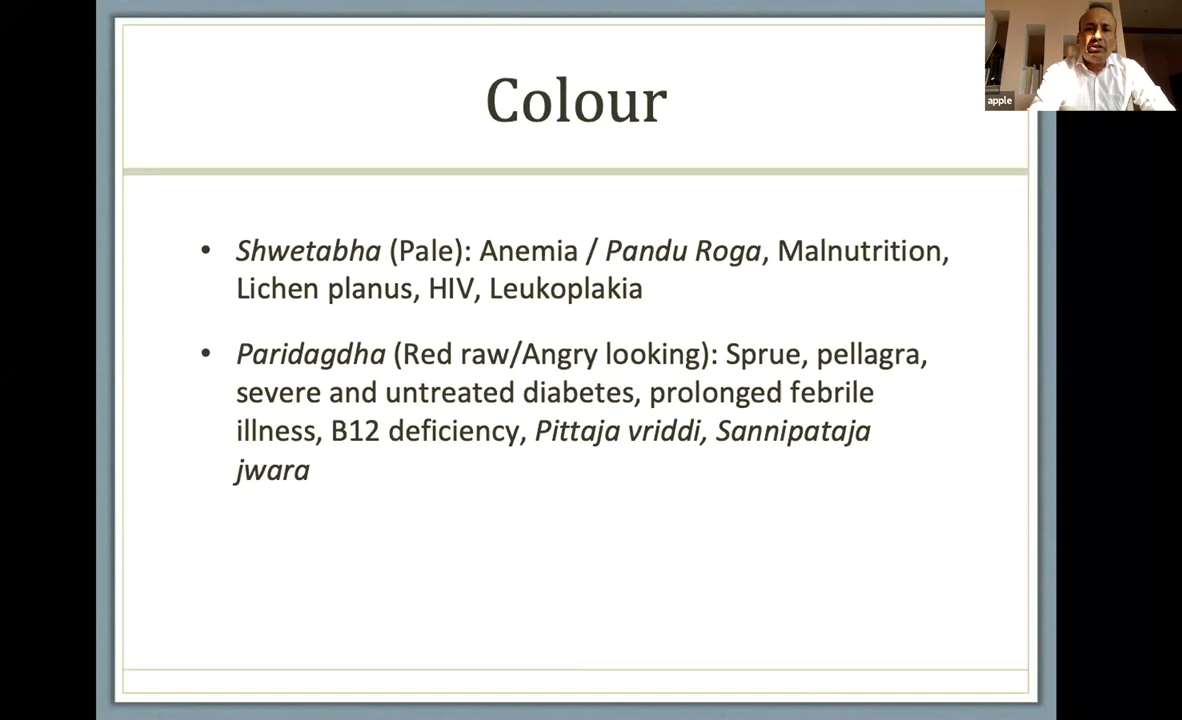 apple
Colour
• Shwetabha (Pale): Anemia / Pandu Roga, Malnutrition,
Lichen planus, HIV, Leukoplakia
• Paridagdha (Red raw/Angry looking): Sprue, pellagra,
severe and untreated diabetes, prolonged febrile
illness, B12 deficiency, Pittaja vriddi, Sannipataja
jwara